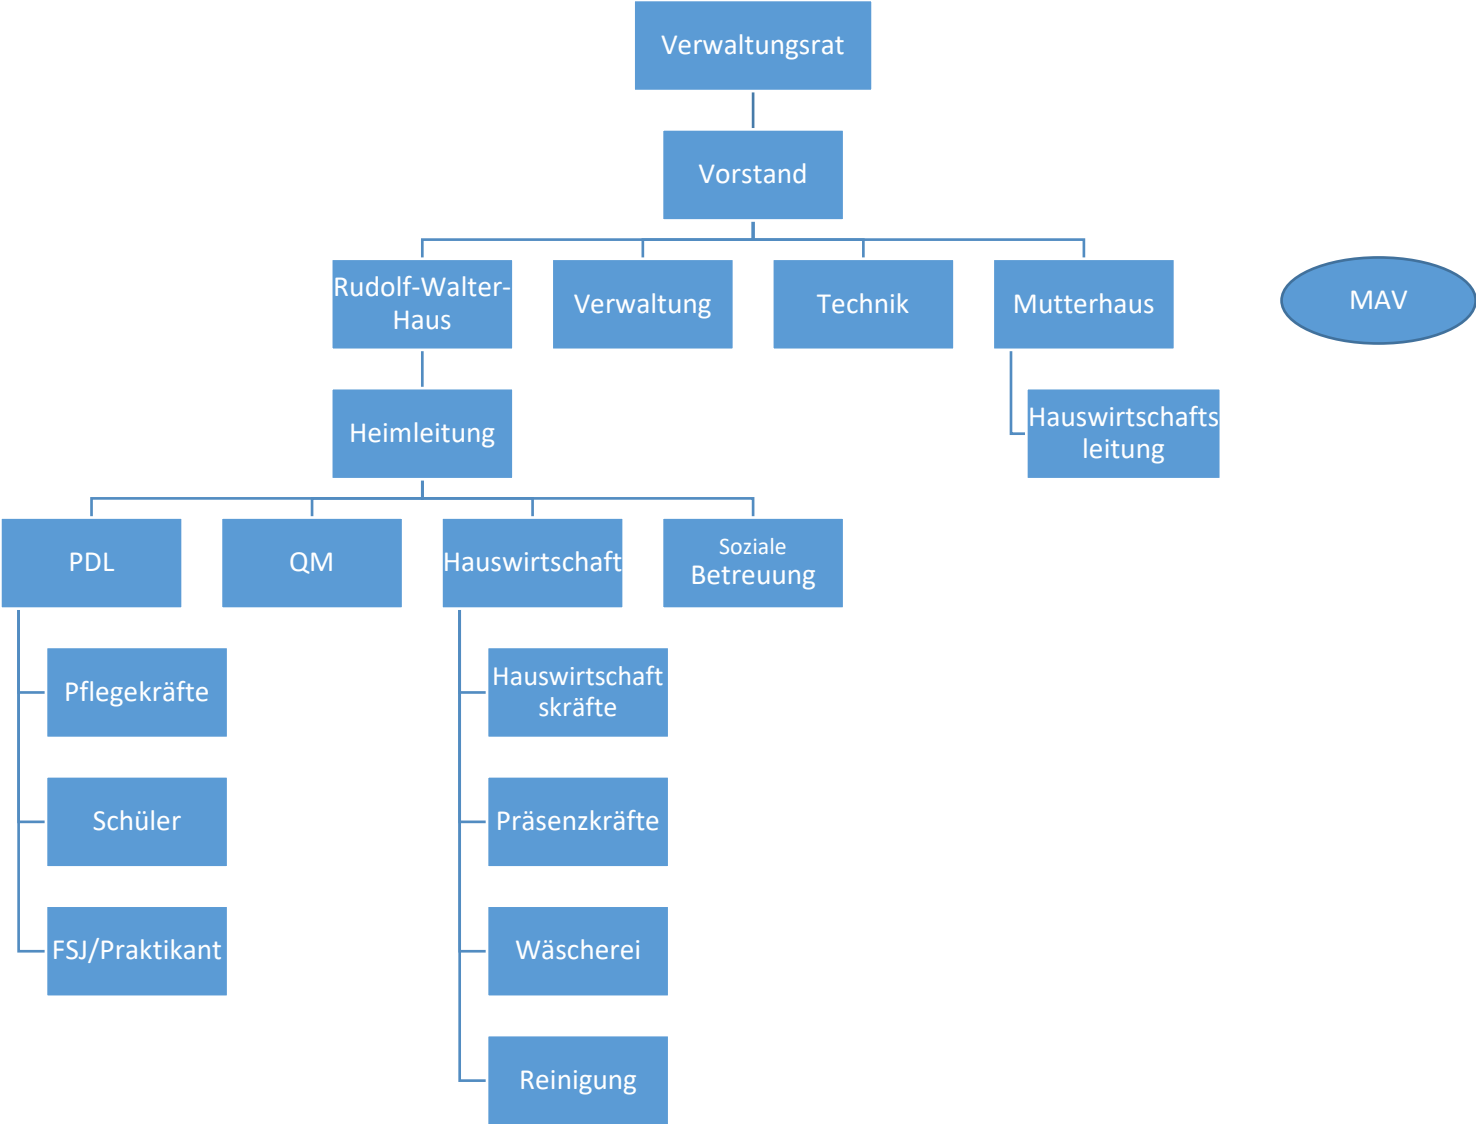 Verwaltungsrat
Vorstand
Rudolf-Walter-
Haus
Verwaltung
Technik
Mutterhaus
MAV
Heimleitung
Hauswirtschafts
leitung
PDL
QM
Hauswirtschaft
Soziale
Betreuung
Pflegekräfte
Hauswirtschaft
skräfte
Schüler
Präsenzkräfte
FSJ/Praktikant
Wäscherei
Reinigung